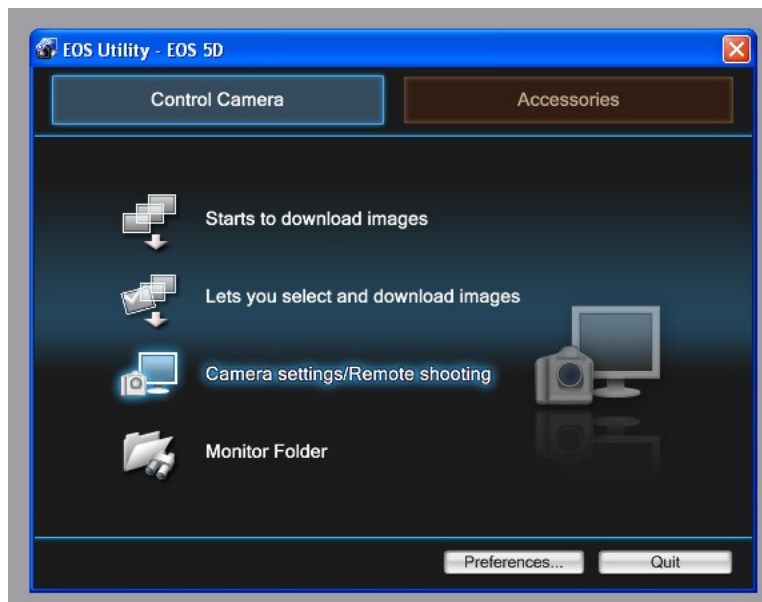 EOS Utility - EOS 5D
Control Camera
Accessories
Starts to download images
Lets you select and download images
Camera settings/Remote shooting
Monitor Folder
Preferences...
Quit